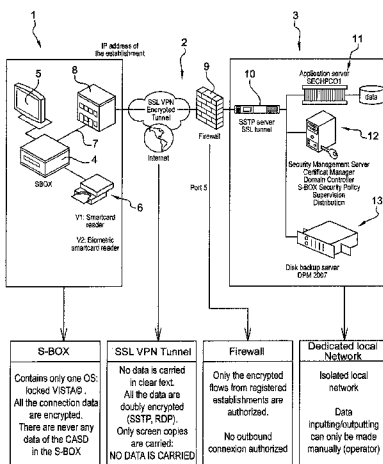 1
IP address of
the establishment
2
3
11
5
8
9
10
Application server
SECHPCO1
data
SSL VPN
Encrypted
Tunnel
7
4
SBOX
Internet
Firewall
SSTP server
SSL tunnel
12
Port 5
Security Management Server
Certificat Manager
Domain Controller
S-BOX Security Policy
Supervision
Distribution
6
V1: Smartcard
reader
V2: Biometric
smartcard reader
13
Disk backup server
DPM 2007
S-BOX
Contains only one OS:
locked VISTA©.
All the connection data
are encrypted.
There are never any
data of the CASD
in the S-BOX
SSL VPN Tunnel
No data is carried
in clear text.
All the data are
doubly encrypted
(SSTP, RDP).
Only screen copies
are carried:
NO DATA IS CARRIED
Firewall
Only the encrypted
flows from registered
establishments are
authorized.
No outbound
connexion authorized
Dedicated local
Network
Isolated local
network
Data
inputing/outputing
can only be made
manually (operator)